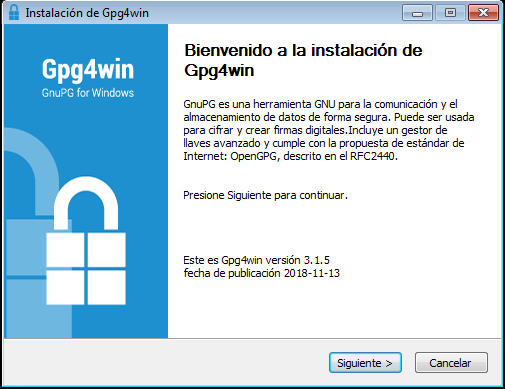 Instalación de Gpg4win
Gpg4win
GnuPG for Windows
Bienvenido a la instalación de
Gpg4win
GnuPG es una herramienta GNU para la comunicación y el
almacenamiento de datos de forma segura. Puede ser usada
para cifrar y crear firmas digitales.Incluye un gestor de
llaves avanzado y cumple con la propuesta de estándar de
Internet: OpenGPG, descrito en el RFC2440.
Presione Siguiente para continuar.
Este es Gpg4win versión 3.1.5
fecha de publicación 2018-11-13
Siguiente >
Cancelar